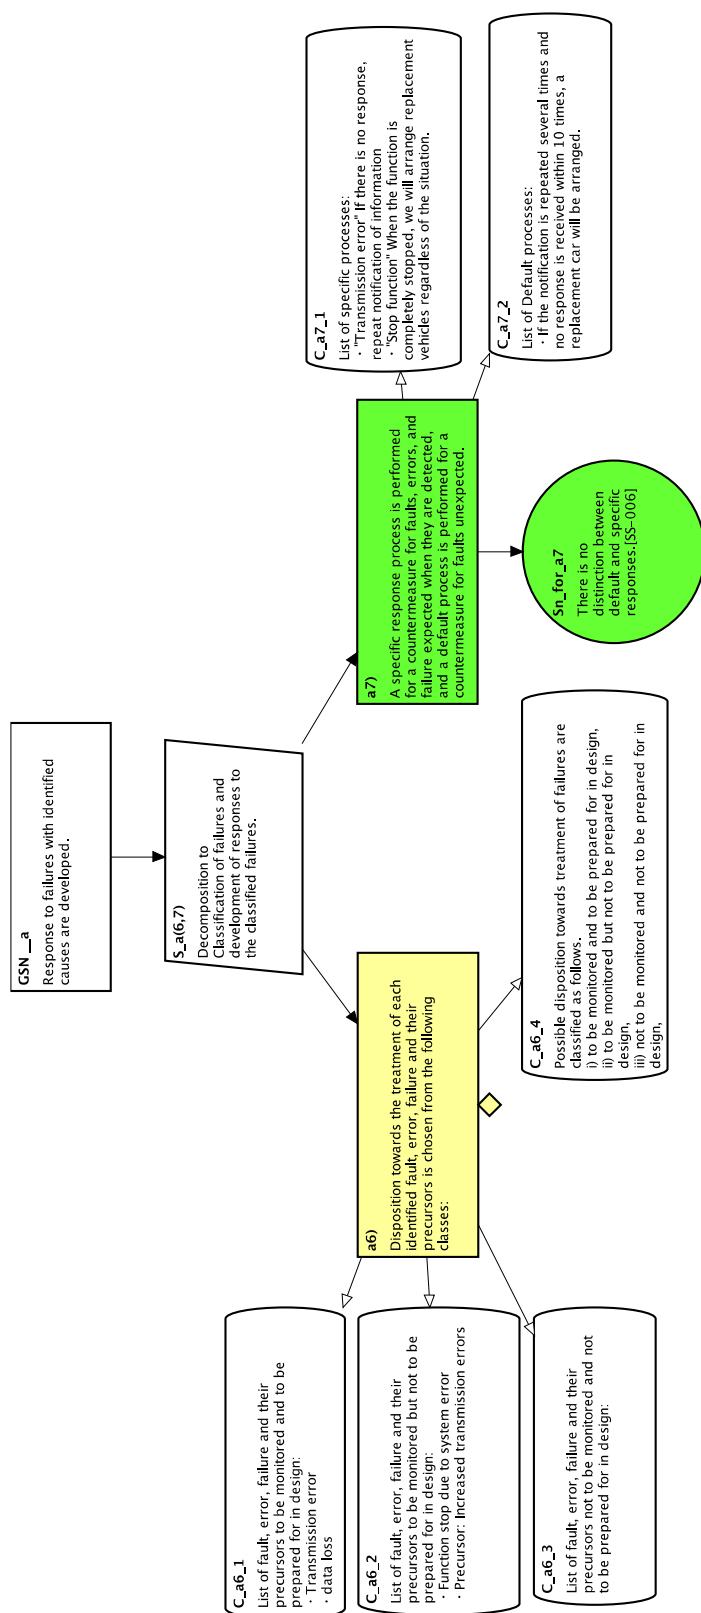 GSN__a
Response to failures with identified
causes are developed.
S_a(6,7)
Decomposition to
Classification of failures and
development of responses to
the classified failures.
a6)
Disposition towards the treatment of each
identified fault, error, failure and their
precursors is chosen from the following
classes:
a7)
A specific response process is performed
for a countermeasure for faults, errors, and
failure expected when they are detected,
and a default process is performed for a
countermeasure for faults unexpected.
C_a6_1
List of fault, error, failure and their
precursors to be monitored and to be
prepared for in design:
・Transmission error
・data loss
C_a6_2
List of fault, error, failure and their
precursors to be monitored but not to be
prepared for in design:
・Function stop due to system error
・Precursor: Increased transmission errors
C_a6_3
List of fault, error, failure and their
precursors not to be monitored and not
to be prepared for in design:
C_a6_4
Possible disposition towards treatment of failures are
classified as follows.
i) to be monitored and to be prepared for in design,
ii) to be monitored but not to be prepared for in
design,
iii) not to be monitored and not to be prepared for in
design,
Sn_for_a7
There is no
distinction between
default and specific
responses.[SS-006]
C_a7_1
List of specific processes:
・"Transmission error" If there is no response,
repeat notification of information
・"Stop function" When the function is
completely stopped, we will arrange replacement
vehicles regardless of the situation.
C_a7_2
List of Default processes:
・If the notification is repeated several times and
no response is received within 10 times, a
replacement car will be arranged.